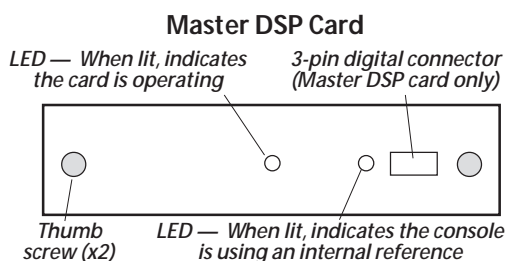 Master DSP Card
LED — When lit, indicates
the card is operating
3-pin digital connector
(Master DSP card only)
Thumb
screw (x2)
LED — When lit, indicates the console
is using an internal reference